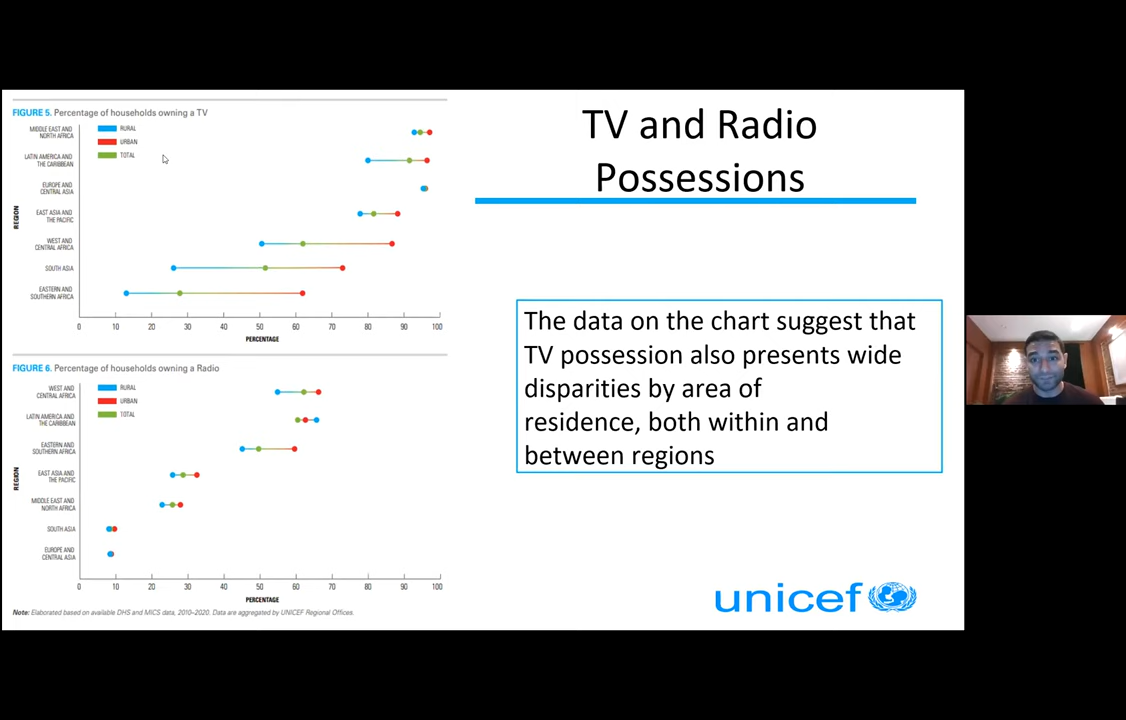 FIGURE 5. Percentage of households owning a TV
RURAL
URBAN
TOTAL
MIDDLE EAST AND
NORTH AFRICA
LATIN AMERICA AND
THE CARIBBEAN
EUROPE AND
CENTRAL ASIA
EAST ASIA AND
THE PACIFIC
WEST AND
CENTRAL AFRICA
SOUTH ASIA
EASTERN AND
SOUTHERN AFRICA
REGION
0 10 20 30 40 50 60 70 80 90 100
PERCENTAGE
FIGURE 6. Percentage of households owning a Radio
RURAL
URBAN
TOTAL
WEST AND
CENTRAL AFRICA
LATIN AMERICA AND
THE CARIBBEAN
EASTERN AND
SOUTHERN AFRICA
EAST ASIA AND
THE PACIFIC
MIDDLE EAST AND
NORTH AFRICA
SOUTH ASIA
EUROPE AND
CENTRAL ASIA
REGION
0 10 20 30 40 50 60 70 80 90 100
PERCENTAGE
Note: Elaborated based on available DHS and MICS data, 2010–2020. Data are aggregated by UNICEF Regional Offices.
TV and Radio
Possessions
The data on the chart suggest that
TV possession also presents wide
disparities by area of
residence, both within and
between regions
unicef